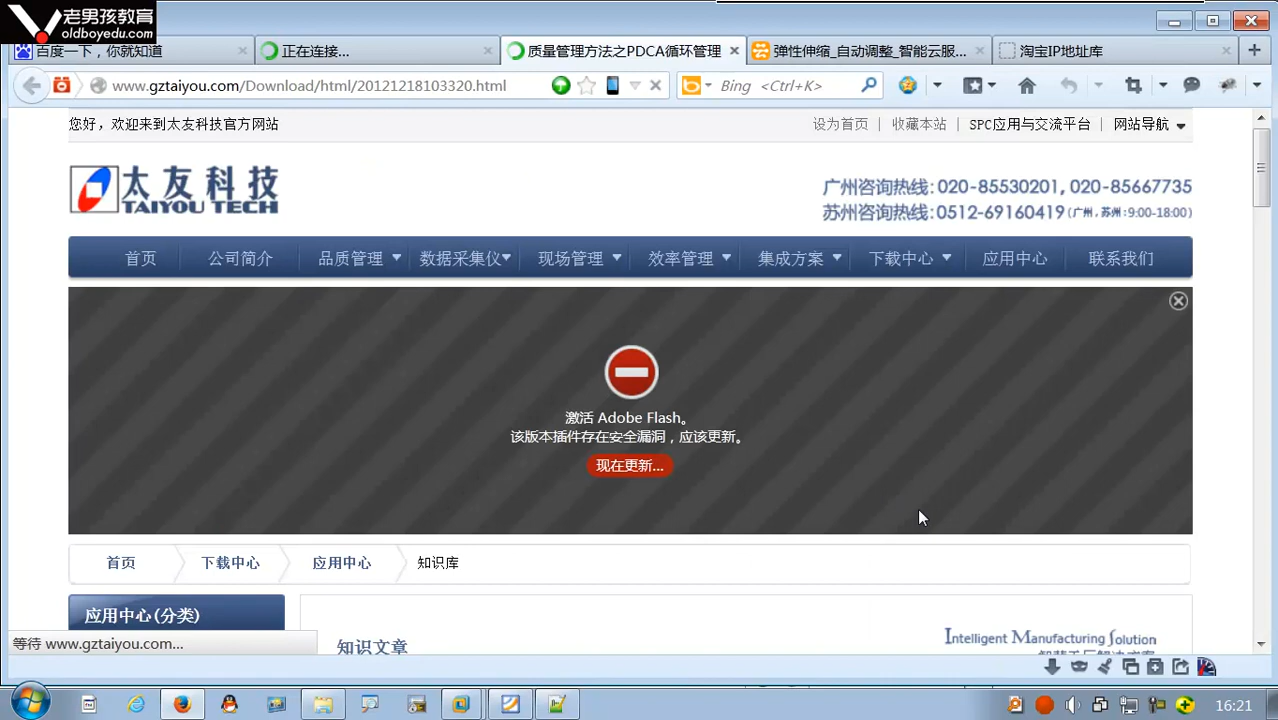 老男孩教育
oldboyedu.com
百度一下，你就知道
正在连接...
质量管理方法之PDCA循环管理
弹性伸缩_自动调整_智能云服...
淘宝IP地址库
www.gztaiyou.com/Download/html/20121218103320.html
Bing <Ctrl+K>
您好，欢迎来到太友科技官方网站
设为首页 | 收藏本站 | SPC应用与交流平台 | 网站导航
太友科技
TAIYOU TECH
广州咨询热线: 020-85530201, 020-85667735
苏州咨询热线: 0512-69160419 (广州, 苏州: 9:00-18:00)
首页 公司简介 品质管理 数据采集仪 现场管理 效率管理 集成方案 下载中心 应用中心 联系我们
激活 Adobe Flash。
该版本插件存在安全漏洞，应该更新。
现在更新...
首页 下载中心 应用中心 知识库
应用中心(分类)
Intelligent Manufacturing Solution
知识文章
等待 www.gztaiyou.com...
16:21